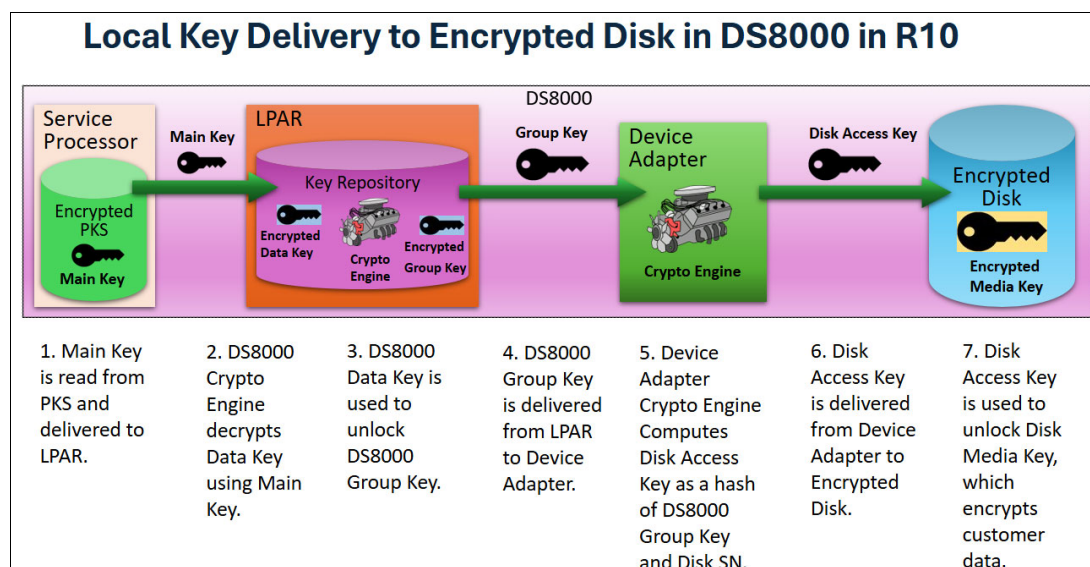 Local Key Delivery to Encrypted Disk in DS8000 in R10
DS8000
Service
Processor
Encrypted
PKS
Main Key
Main Key
LPAR
Key Repository
Encrypted
Data Key
Crypto
Engine
Encrypted
Group Key
Group Key
Device
Adapter
Crypto Engine
Disk Access Key
Encrypted
Disk
Encrypted
Media Key
1. Main Key
is read from
PKS and
delivered to
LPAR.
2. DS8000
Crypto
Engine
decrypts
Data Key
using Main
Key.
3. DS8000
Data Key is
used to
unlock
DS8000
Group Key.
4. DS8000
Group Key
is delivered
from LPAR
to Device
Adapter.
5. Device
Adapter
Crypto Engine
Computes
Disk Access
Key as a hash
of DS8000
Group Key
and Disk SN.
6. Disk
Access Key
is delivered
from Device
Adapter to
Encrypted
Disk.
7. Disk
Access Key
is used to
unlock Disk
Media Key,
which
encrypts
customer
data.